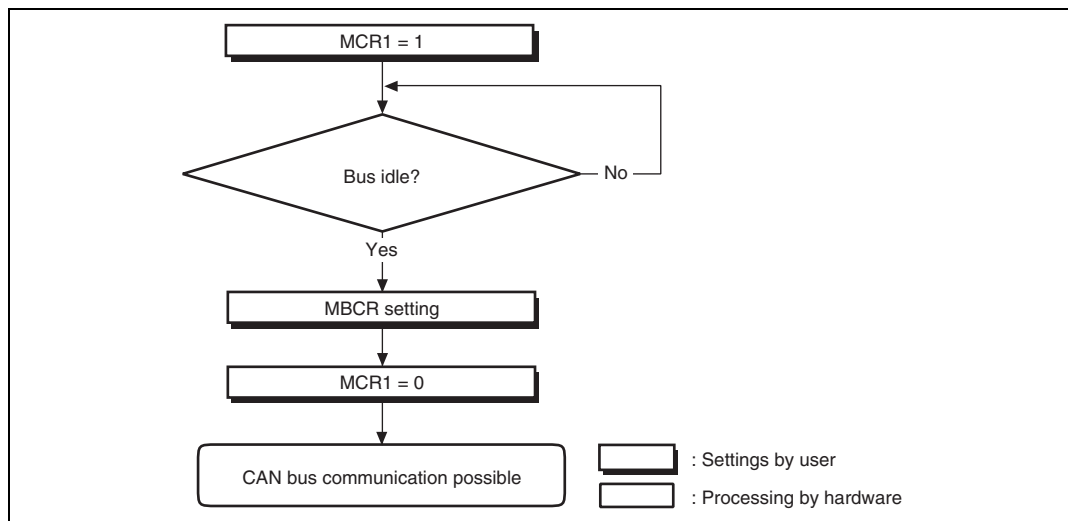 MCR1 = 1
Bus idle?
No
Yes
MBCR setting
MCR1 = 0
CAN bus communication possible
: Settings by user
: Processing by hardware